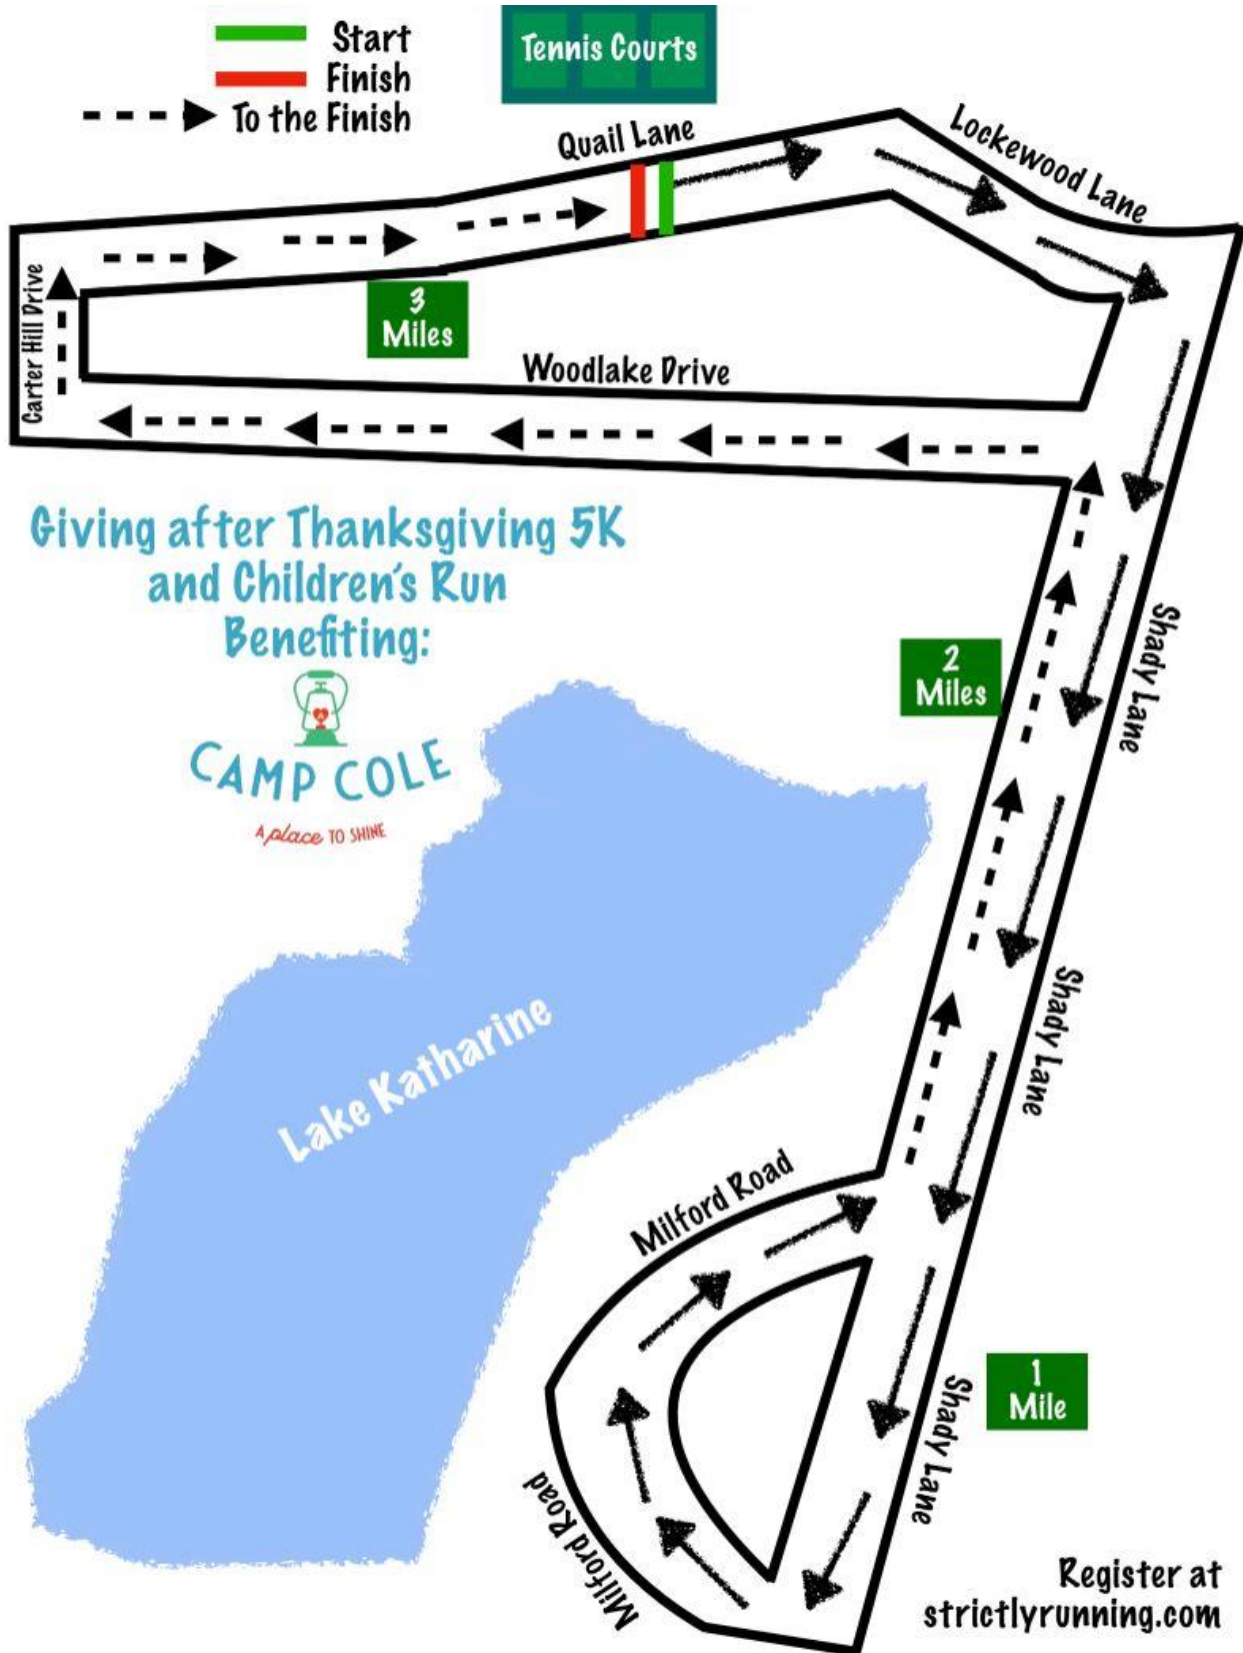 Start
Finish
To the Finish
Tennis Courts
Quail Lane
Lockewood Lane
Carter Hill Drive
3
Miles
Woodlake Drive
Giving after Thanksgiving 5K
and Children's Run
Benefiting:
CAMP COLE
A place TO SHINE
2
Miles
Shady Lane
Lake Katharine
Shady Lane
Milford Road
1
Mile
Shady Lane
Milford Road
Register at
strictlyrunning.com